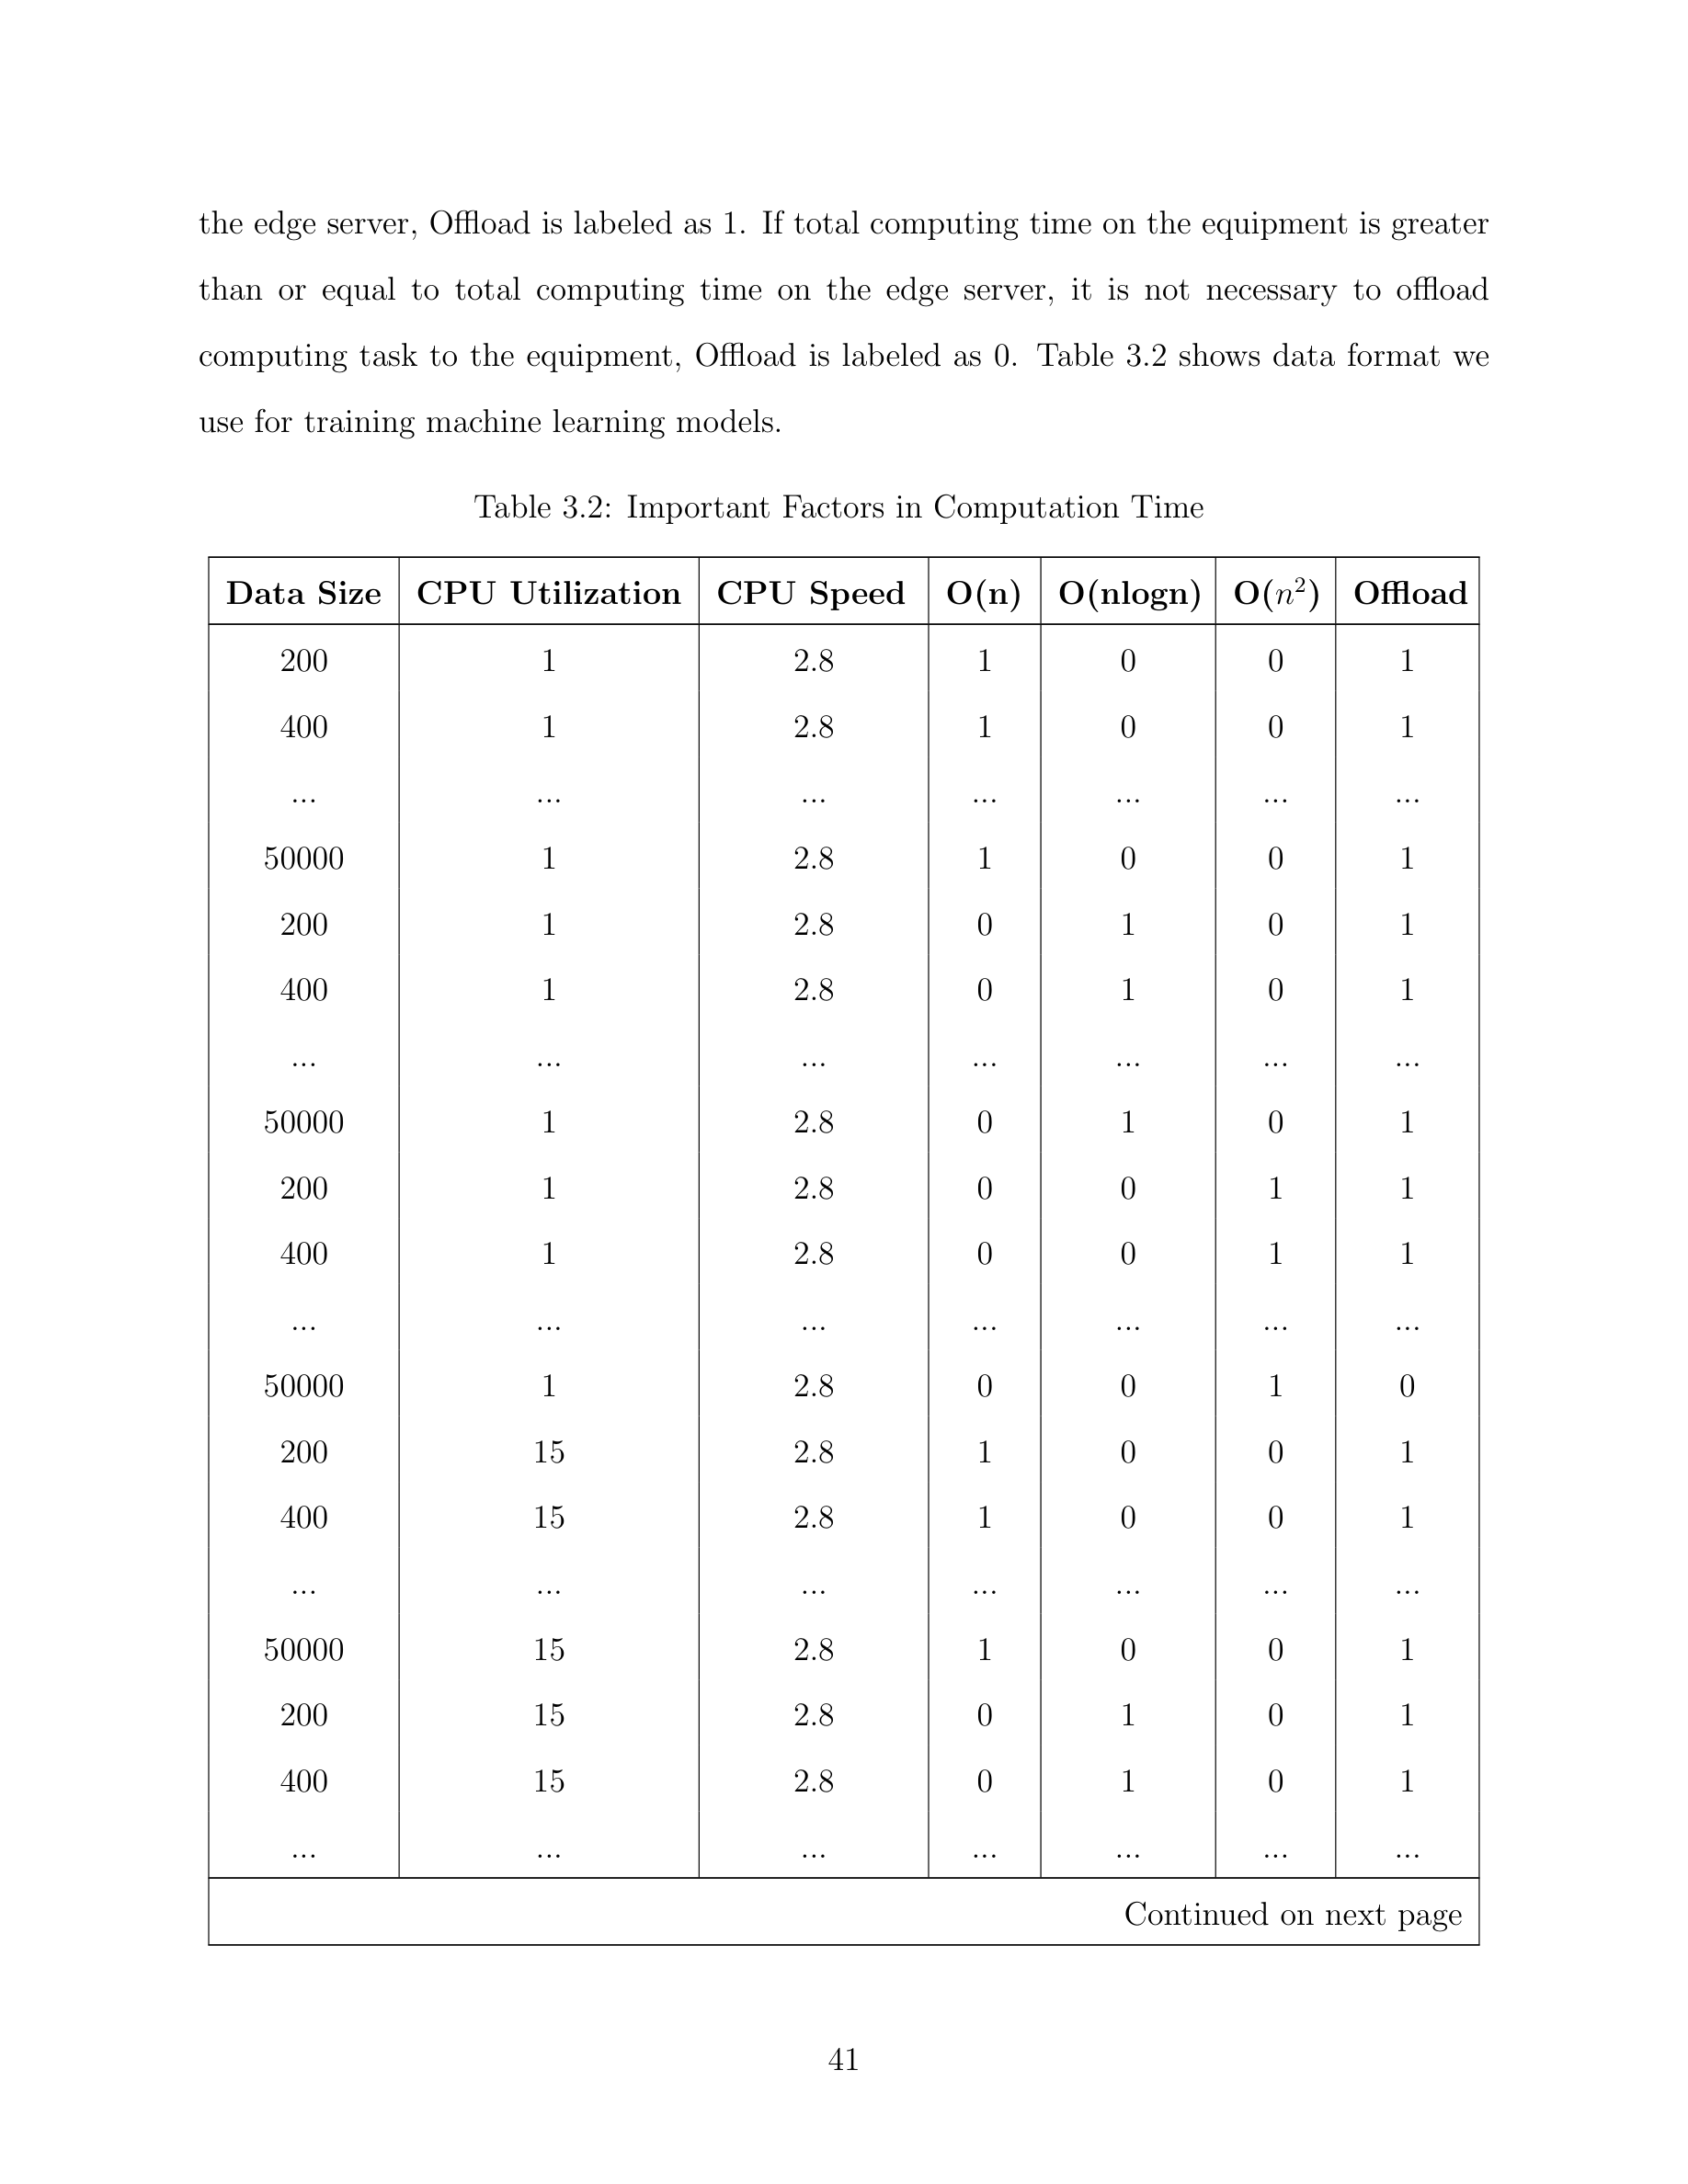 the edge server, Offload is labeled as 1. If total computing time on the equipment is greater
than or equal to total computing time on the edge server, it is not necessary to offload
computing task to the equipment, Offload is labeled as 0. Table 3.2 shows data format we
use for training machine learning models.
Table 3.2: Important Factors in Computation Time
Data Size CPU Utilization CPU Speed O(n) O(nlogn) O(n²) Offload
200 1 2.8 1 0 0 1
400 1 2.8 1 0 0 1
... ... ... ... ... ... ...
50000 1 2.8 1 0 0 1
200 1 2.8 0 1 0 1
400 1 2.8 0 1 0 1
... ... ... ... ... ... ...
50000 1 2.8 0 1 0 1
200 1 2.8 0 0 1 1
400 1 2.8 0 0 1 1
... ... ... ... ... ... ...
50000 1 2.8 0 0 1 0
200 15 2.8 1 0 0 1
400 15 2.8 1 0 0 1
... ... ... ... ... ... ...
50000 15 2.8 1 0 0 1
200 15 2.8 0 1 0 1
400 15 2.8 0 1 0 1
... ... ... ... ... ... ...
Continued on next page
41